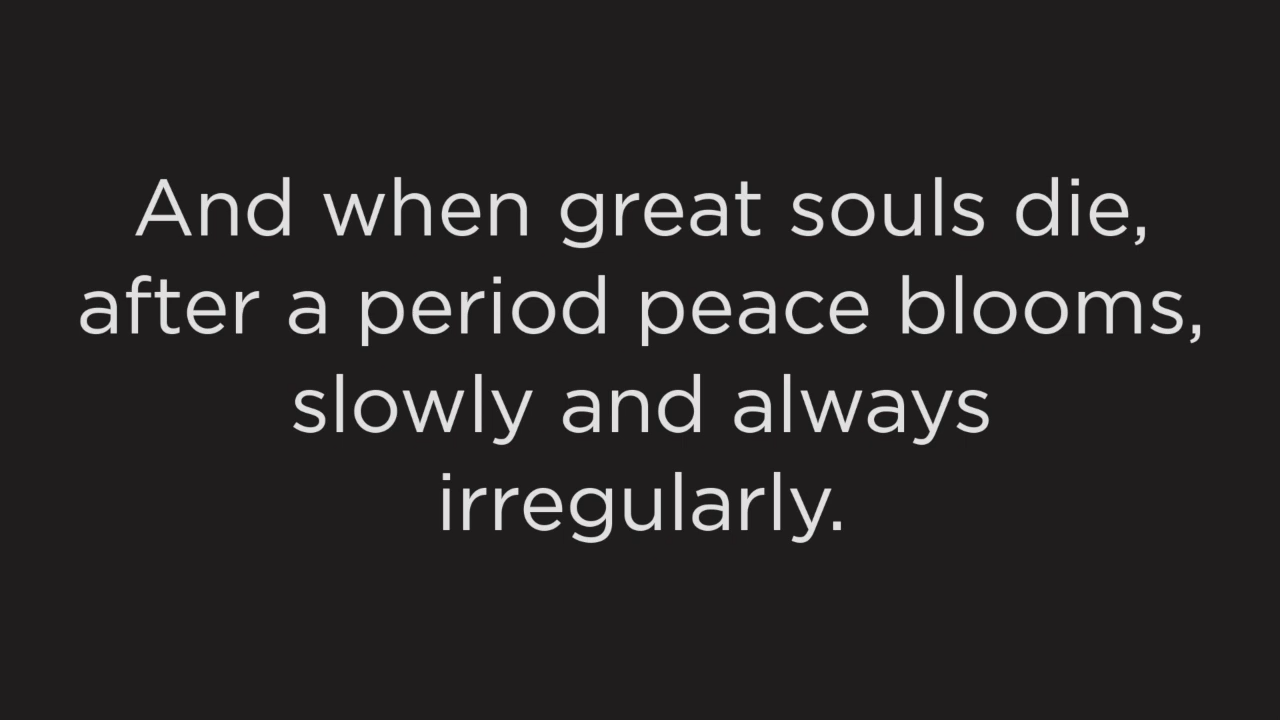 And when great souls die,
after a period peace blooms,
slowly and always
irregularly.